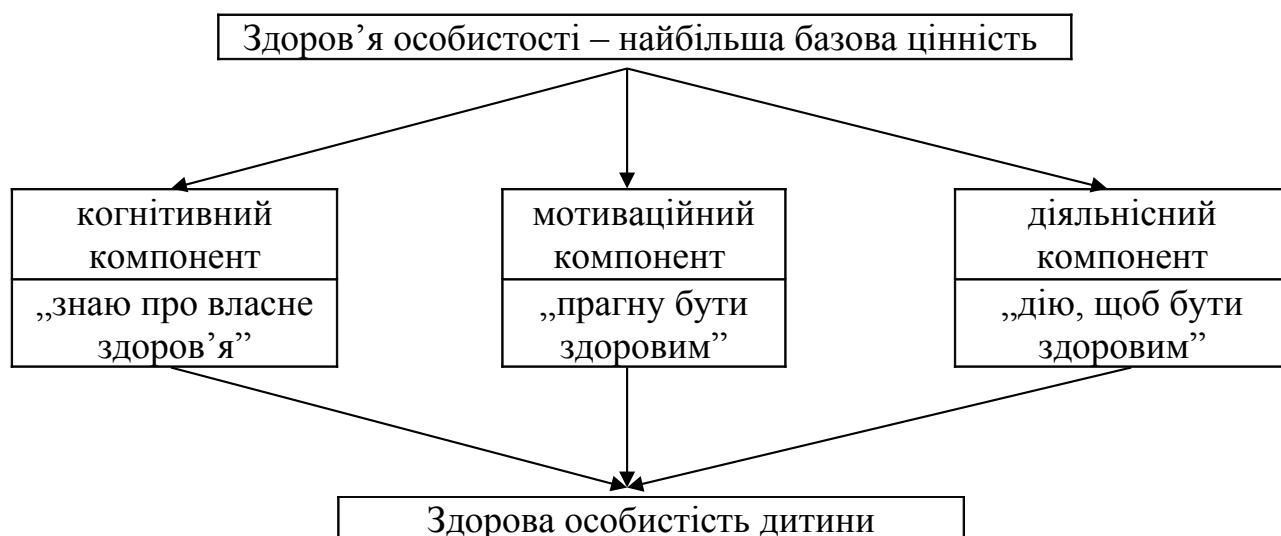 Здоров’я особистості – найбільша базова цінність
когнітивний
компонент
„знаю про власне
здоров’я”
мотиваційний
компонент
„прагну бути
здоровим”
діяльнісний
компонент
„дію, щоб бути
здоровим”
Здорова особистість дитини